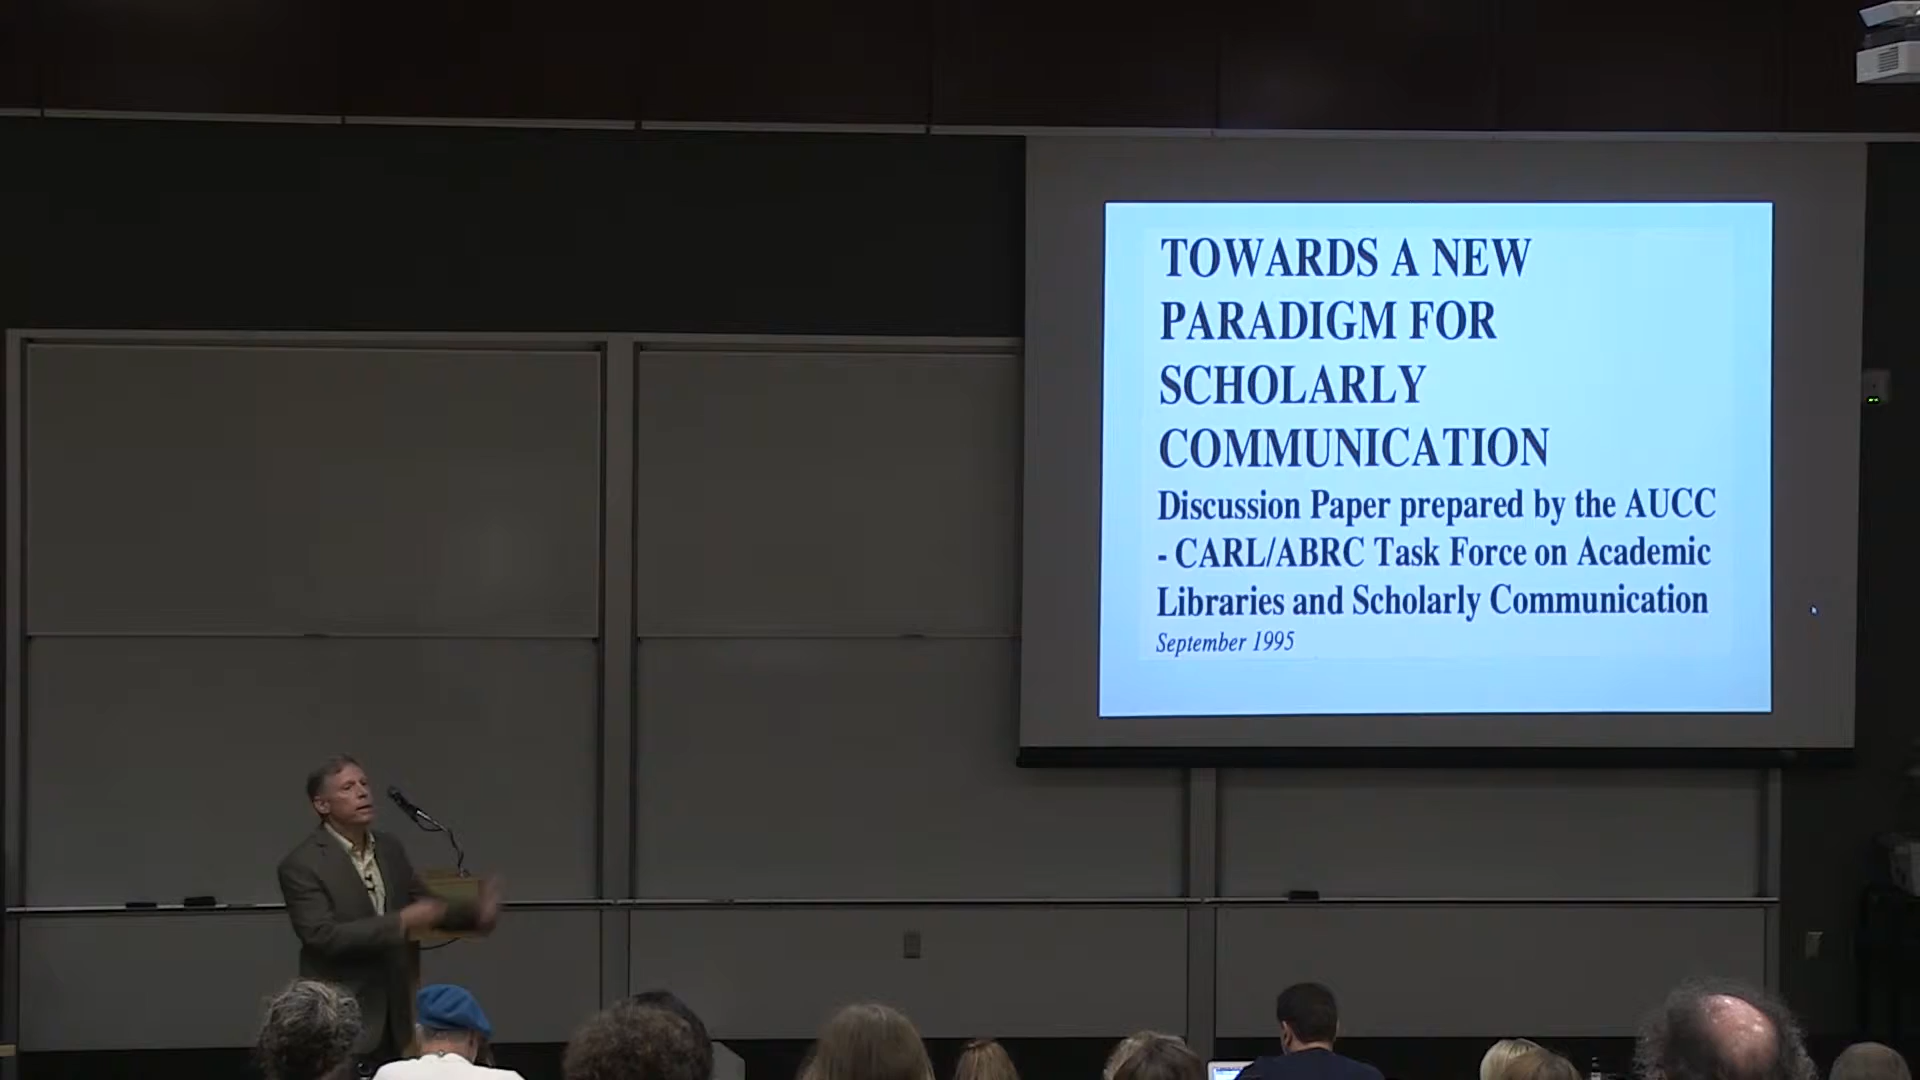 TOWARDS A NEW
PARADIGM FOR
SCHOLARLY
COMMUNICATION
Discussion Paper prepared by the AUCC
- CARL/ABRC Task Force on Academic
Libraries and Scholarly Communication
September 1995